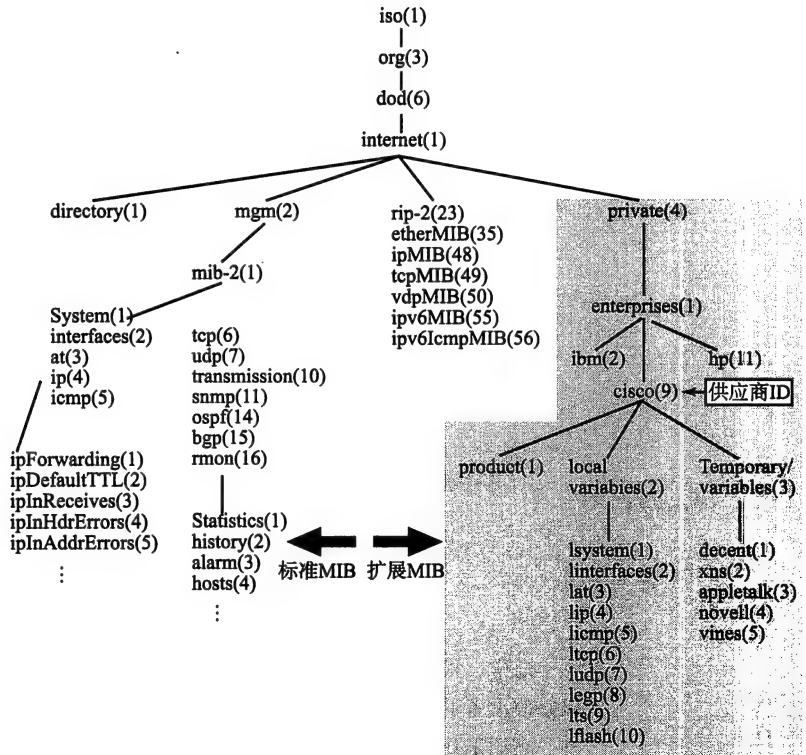 iso(1)
org(3)
dod(6)
internet(1)
directory(1)
mgm(2)
mib-2(1)
System(1)
interfaces(2)
at(3)
ip(4)
icmp(5)
ipForwarding(1)
ipDefaultTTL(2)
ipInReceives(3)
ipInHdrErrors(4)
ipInAddrErrors(5)
⋮
tcp(6)
udp(7)
transmission(10)
snmp(11)
ospf(14)
bgp(15)
rmon(16)
Statistics(1)
history(2)
alarm(3)
hosts(4)
⋮
标准MIB 扩展MIB
rip-2(23)
etherMIB(35)
ipMIB(48)
tcpMIB(49)
vdpMIB(50)
ipv6MIB(55)
ipv6IcmpMIB(56)
private(4)
enterprises(1)
ibm(2)
hp(11)
cisco(9)
供应商ID
product(1)
local
variabies(2)
lsystem(1)
linterfaces(2)
lat(3)
lip(4)
licmp(5)
ltcp(6)
ludp(7)
legp(8)
lts(9)
lflash(10)
Temporary/
variables(3)
decent(1)
xns(2)
appletalk(3)
novell(4)
vines(5)